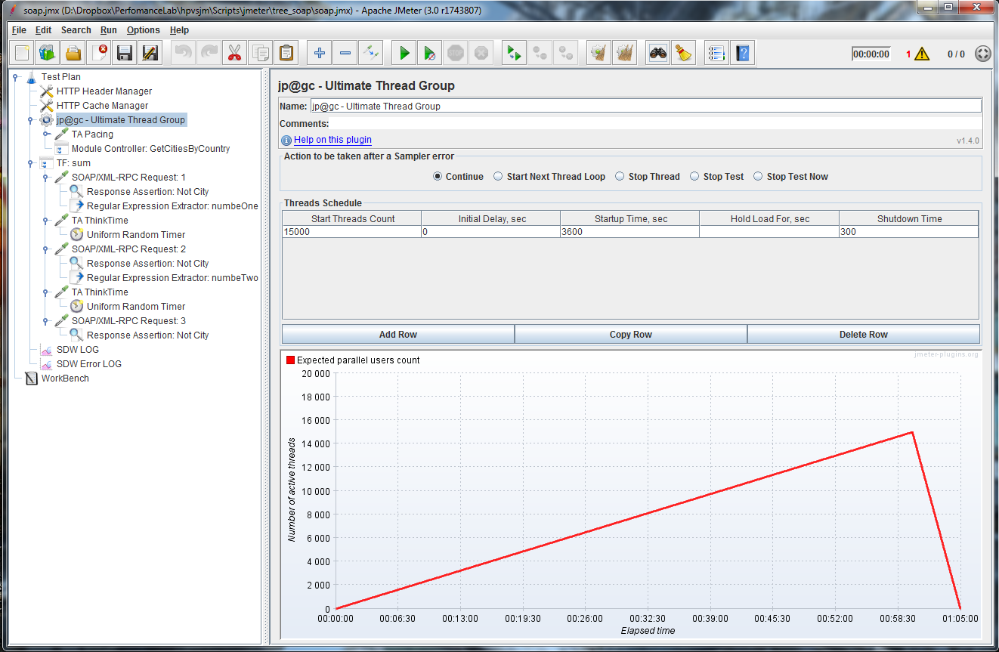 soap.jmx (D:\Dropbox\PerfomanceLab\hpvsjm\Scripts\jmeter\tree_soap\soap.jmx) - Apache JMeter (3.0 r1743807)
File Edit Search Run Options Help
STOP 00:00:00 1 0 / 0
Test Plan
HTTP Header Manager
HTTP Cache Manager
jp@gc - Ultimate Thread Group
TA Pacing
Module Controller: GetCitiesByCountry
TF: sum
SOAP/XML-RPC Request: 1
Response Assertion: Not City
Regular Expression Extractor: numbeOne
TA ThinkTime
Uniform Random Timer
SOAP/XML-RPC Request: 2
Response Assertion: Not City
Regular Expression Extractor: numbeTwo
TA ThinkTime
Uniform Random Timer
SOAP/XML-RPC Request: 3
Response Assertion: Not City
SDW LOG
SDW Error LOG
WorkBench
jp@gc - Ultimate Thread Group
Name: jp@gc - Ultimate Thread Group
Comments:
Help on this plugin v1.4.0
Action to be taken after a Sampler error
Continue Start Next Thread Loop Stop Thread Stop Test Stop Test Now
Threads Schedule
Start Threads Count Initial Delay, sec Startup Time, sec Hold Load For, sec Shutdown Time
15000 0 3600 300
Add Row Copy Row Delete Row
jmeter-plugins.org
Expected parallel users count
20 000
18 000
16 000
14 000
12 000
10 000
8 000
6 000
4 000
2 000
0
Number of active threads
00:00:00 00:06:30 00:13:00 00:19:30 00:26:00 00:32:30 00:39:00 00:45:30 00:52:00 00:58:30 01:05:00
Elapsed time